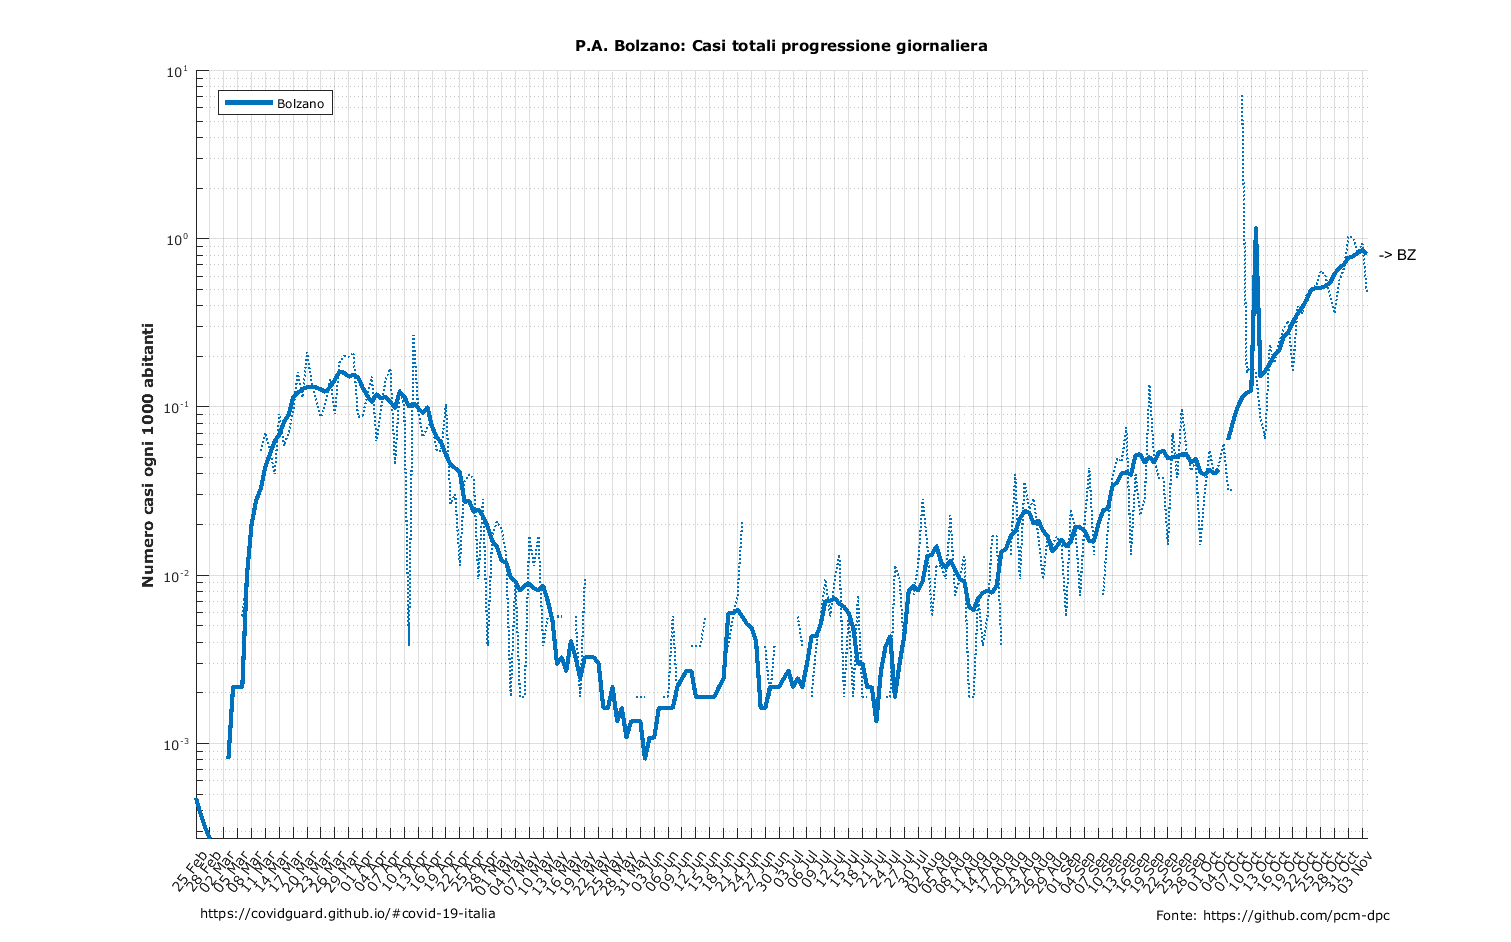 P.A. Bolzano: Casi totali progressione giornaliera
10¹
Bolzano
10⁰
-> BZ
10⁻¹
Numero casi ogni 1000 abitanti
10⁻²
10⁻³
25 Feb
28 Feb
02 Mar
05 Mar
08 Mar
11 Mar
14 Mar
17 Mar
20 Mar
23 Mar
26 Mar
29 Mar
01 Apr
04 Apr
07 Apr
10 Apr
13 Apr
16 Apr
19 Apr
22 Apr
25 Apr
28 Apr
01 May
04 May
07 May
10 May
13 May
16 May
19 May
22 May
25 May
28 May
31 May
03 Jun
06 Jun
09 Jun
12 Jun
15 Jun
18 Jun
21 Jun
24 Jun
27 Jun
30 Jun
03 Jul
06 Jul
09 Jul
12 Jul
15 Jul
18 Jul
21 Jul
24 Jul
27 Jul
30 Jul
02 Aug
05 Aug
08 Aug
11 Aug
14 Aug
17 Aug
20 Aug
23 Aug
26 Aug
29 Aug
01 Sep
04 Sep
07 Sep
10 Sep
13 Sep
16 Sep
19 Sep
22 Sep
25 Sep
28 Sep
01 Oct
04 Oct
07 Oct
10 Oct
13 Oct
16 Oct
19 Oct
22 Oct
25 Oct
28 Oct
31 Oct
03 Nov
https://covidguard.github.io/#covid-19-italia
Fonte: https://github.com/pcm-dpc